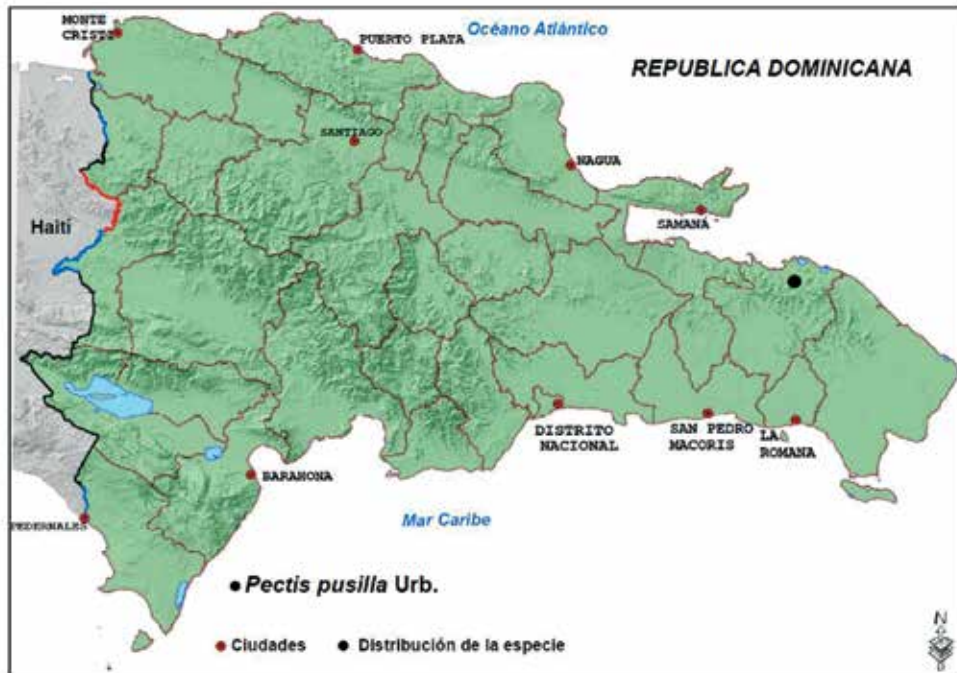 MONTE
CRISTI
PUERTO PLATA
Océano Atlántico
REPUBLICA DOMINICANA
SANTIAGO
NAGUA
SAMANÁ
Haití
DISTRITO
NACIONAL
SAN PEDRO
MACORIS
LA
ROMANA
BARAHONA
PEDERNALES
Mar Caribe
Pectis pusilla Urb.
Ciudades
Distribución de la especie
N